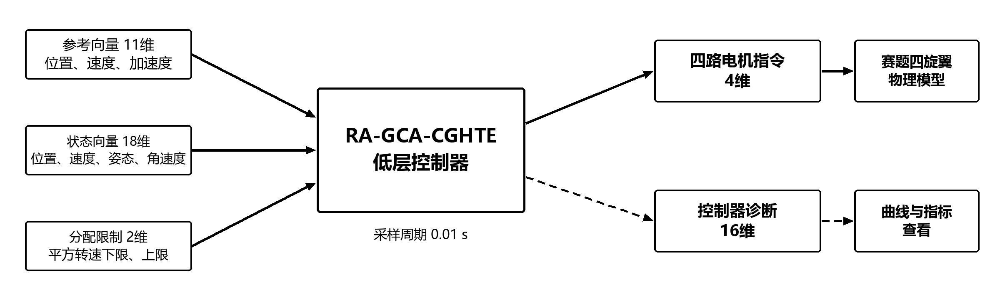 参考向量 11维
位置、速度、加速度
状态向量 18维
位置、速度、姿态、角速度
分配限制 2维
平方转速下限、上限
RA-GCA-CGHTE
低层控制器
采样周期 0.01 s
四路电机指令
4维
赛题四旋翼
物理模型
控制器诊断
16维
曲线与指标
查看